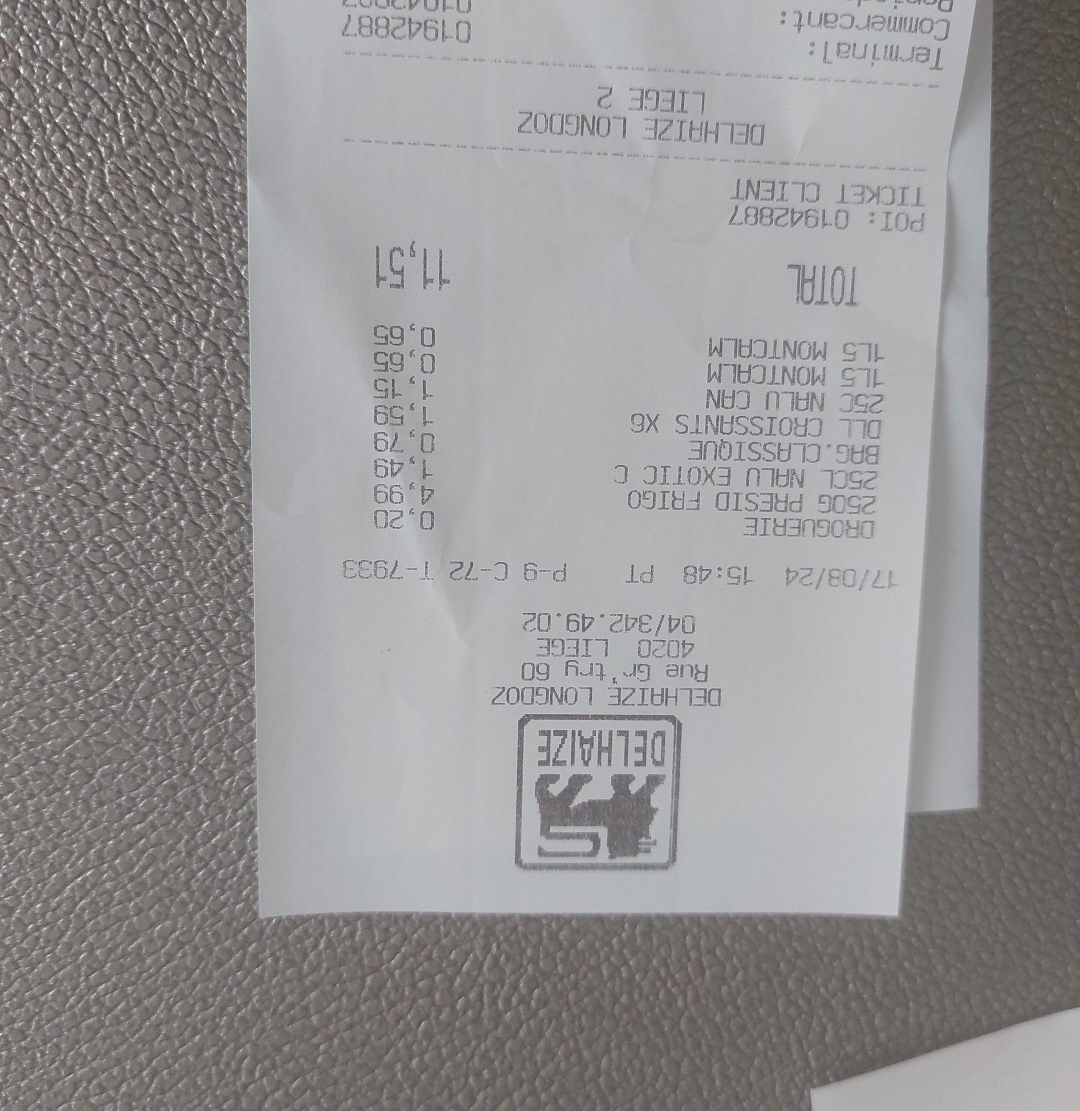 DELHAIZE
DELHAIZE LONGDOZ
Rue Gr'try 60
4020 LIEGE
04/342.49.02
17/08/24 15:48 PT P-9 C-72 T-7933
DROGUERIE 0,20
250G PRESID FRIGO 4,99
25CL NALU EXOTIC C 1,49
BAG.CLASSIQUE 0,79
DLL CROISSANTS X6 1,59
25C NALU CAN 1,15
1L5 MONTCALM 0,65
1L5 MONTCALM 0,65
TOTAL 11,51
POI: 01942887
TICKET CLIENT
DELHAIZE LONGDOZ
LIEGE 2
Terminal: 01942887
Commercant: